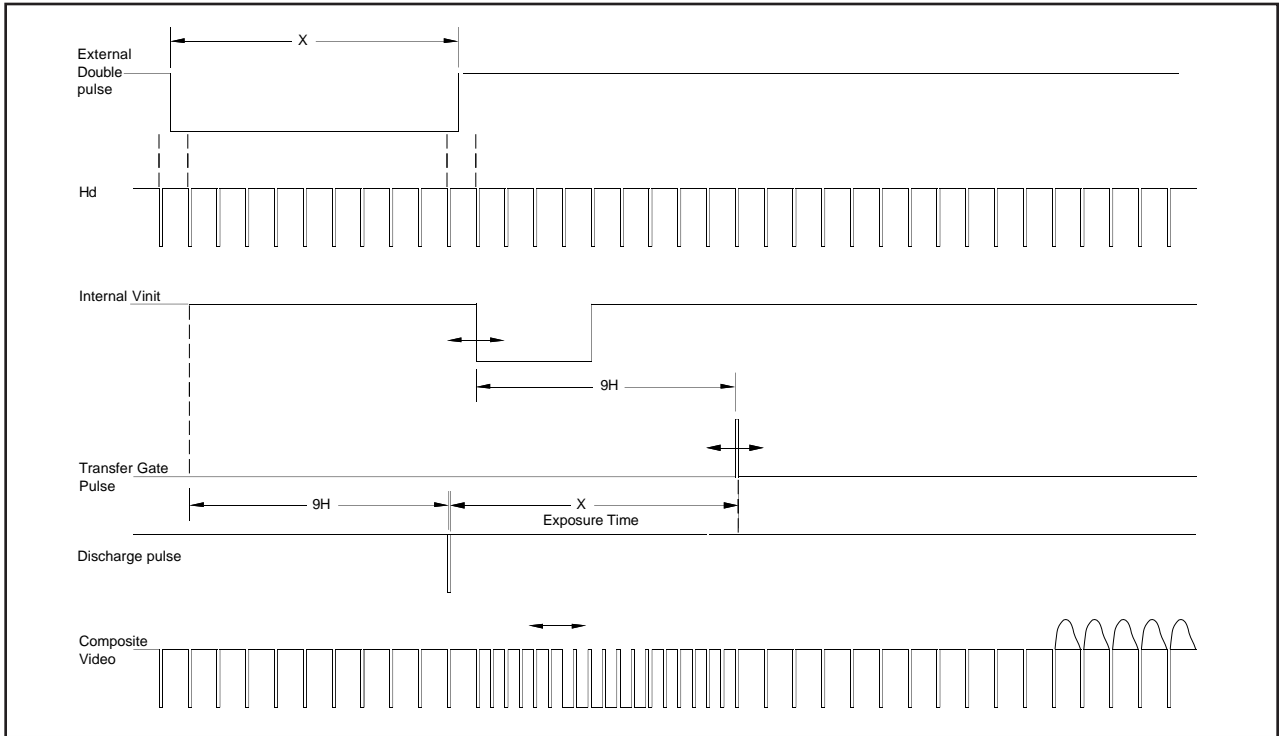 X
External
Double
pulse
Hd
Internal Vinit
9H
Transfer Gate
Pulse
9H
X
Exposure Time
Discharge pulse
Composite
Video